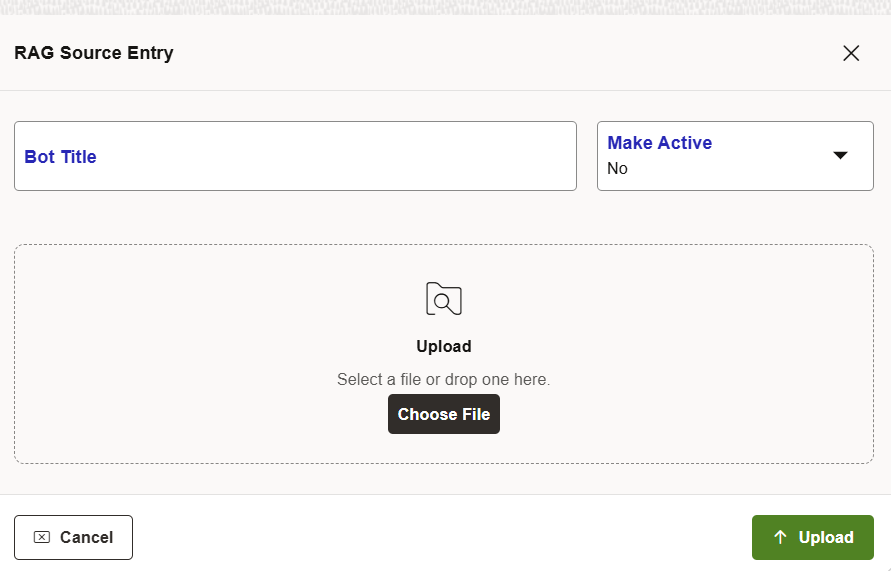 RAG Source Entry
Bot Title
Make Active
No
Upload
Select a file or drop one here.
Choose File
Cancel
Upload